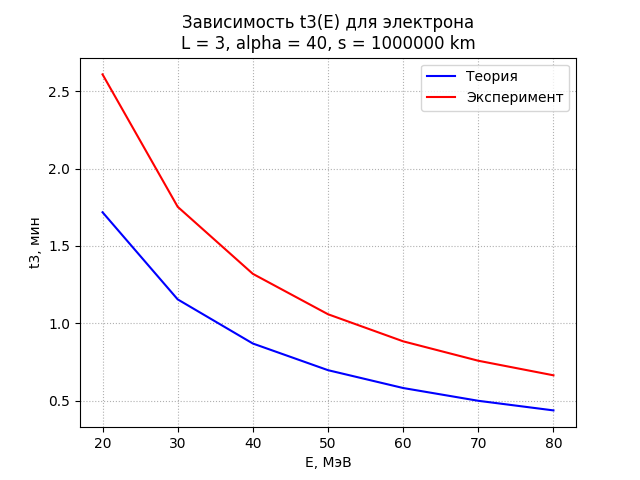 Зависимость t3(E) для электрона
L = 3, alpha = 40, s = 1000000 km
Теория
Эксперимент
2.5
2.0
1.5
1.0
0.5
t3, мин
20 30 40 50 60 70 80
E, МэВ